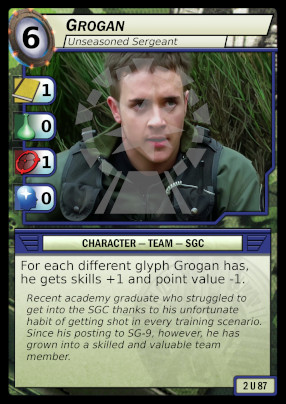 6
GROGAN
Unseasoned Sergeant
1
0
1
0
CHARACTER – TEAM – SGC
For each different glyph Grogan has,
he gets skills +1 and point value -1.
Recent academy graduate who struggled to
get into the SGC thanks to his unfortunate
habit of getting shot in every training scenario.
Since his posting to SG-9, however, he has
grown into a skilled and valuable team
member.
2 U 87